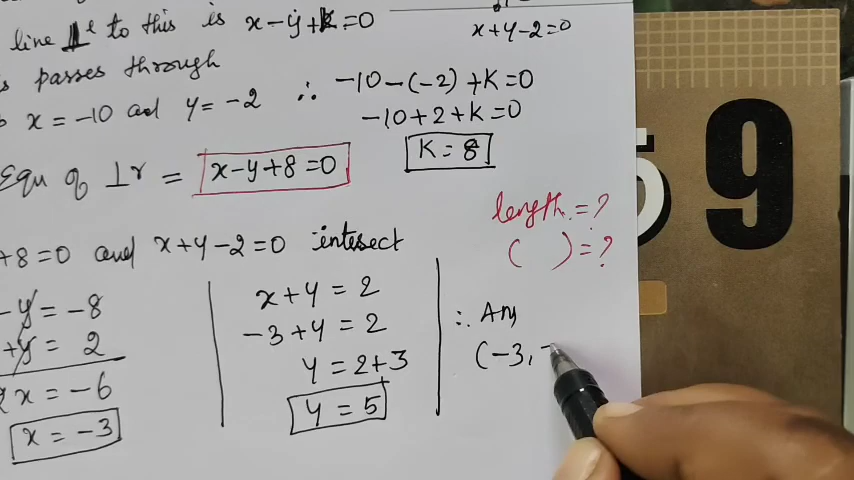 line ⊥e to this is x-y+k=0
x+y-2=0
passes through
x = -10 and y = -2 ∴ -10-(-2)+K=0
-10+2+K=0
K = 8
Equ of ⊥r = x-y+8=0
length = ?
( ) = ?
+8=0 and x+y-2=0 intersect
-y = -8
+y = 2
x = -6
x = -3
x+y = 2
-3+y = 2
y = 2+3
y = 5
∴ Ans
(-3,
59